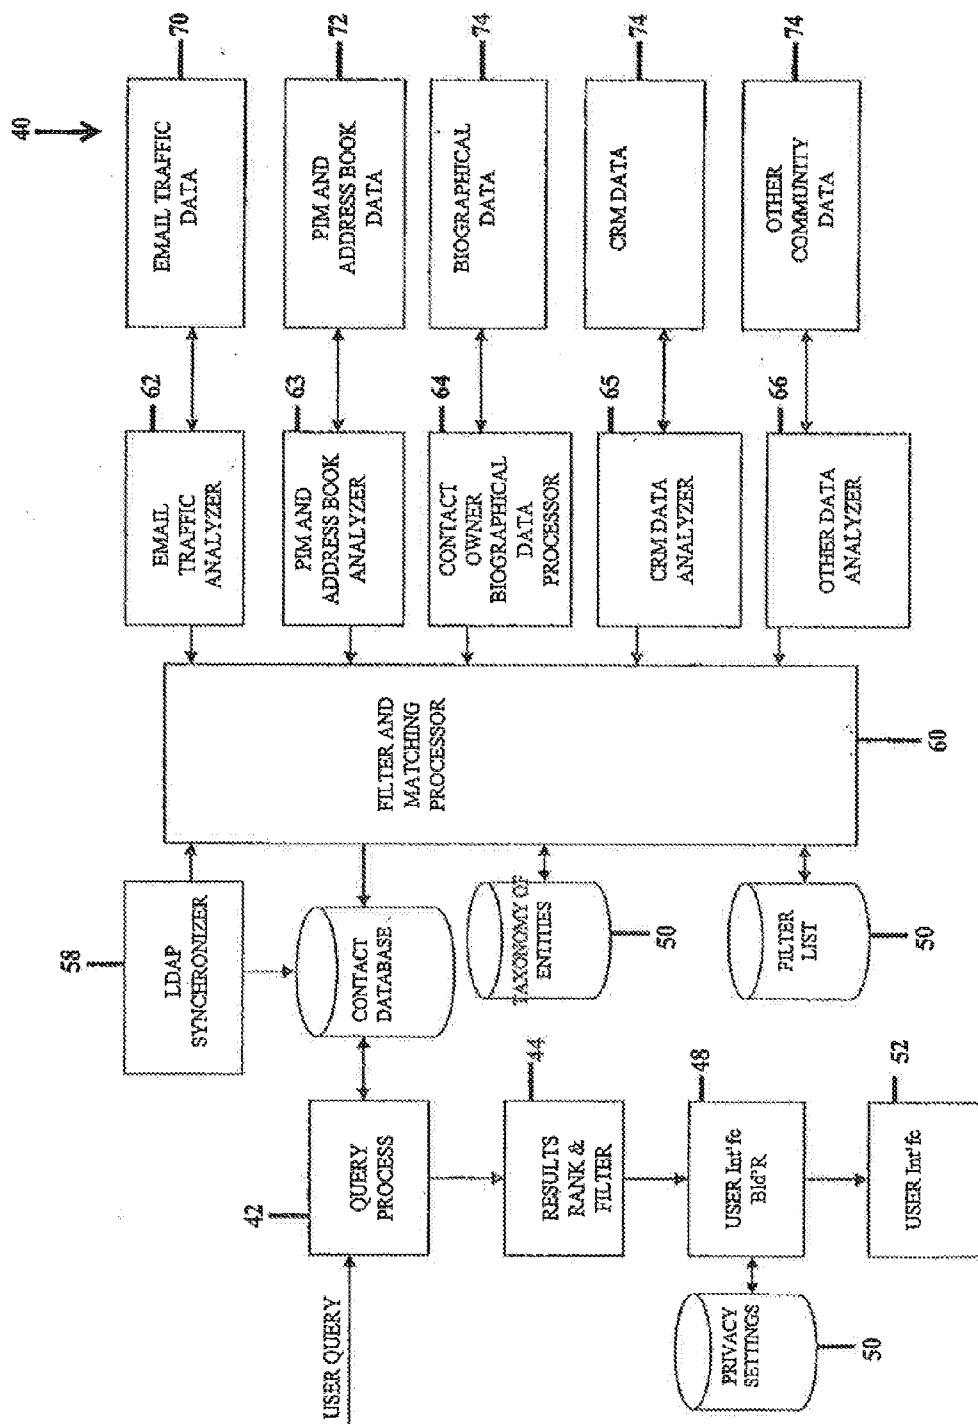 40
EMAIL TRAFFIC
DATA
70
PIM AND
ADDRESS BOOK
DATA
72
BIOGRAPHICAL
DATA
74
CRM DATA
74
OTHER
COMMUNITY
DATA
74
EMAIL
TRAFFIC
ANALYZER
62
PIM AND
ADDRESS BOOK
ANALYZER
63
CONTACT
OWNER
BIOGRAPHICAL
DATA
PROCESSOR
64
CRM DATA
ANALYZER
65
OTHER DATA
ANALYZER
66
FILTER AND
MATCHING
PROCESSOR
60
LDAP
SYNCHRONIZER
58
CONTACT
DATABASE
TAXONOMY OF
ENTITIES
50
FILTER
LIST
50
USER QUERY
QUERY
PROCESS
42
RESULTS
RANK &
FILTER
44
USER Int'fc
Bld'R
48
USER Int'fc
52
PRIVACY
SETTINGS
50